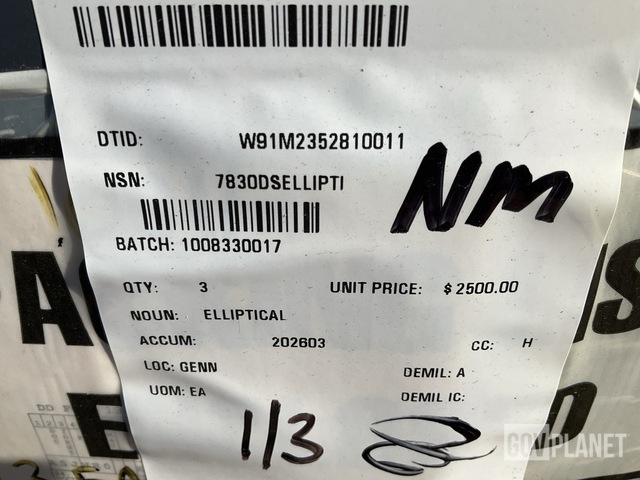 DTID: W91M2352810011
NSN: 7830DSELLIPTI
NM
BATCH: 1008330017
QTY: 3 UNIT PRICE: $ 2500.00
NOUN: ELLIPTICAL
ACCUM: 202603 CC: H
LOC: GENN DEMIL: A
UOM: EA DEMIL IC:
1/3
GOVPLANET